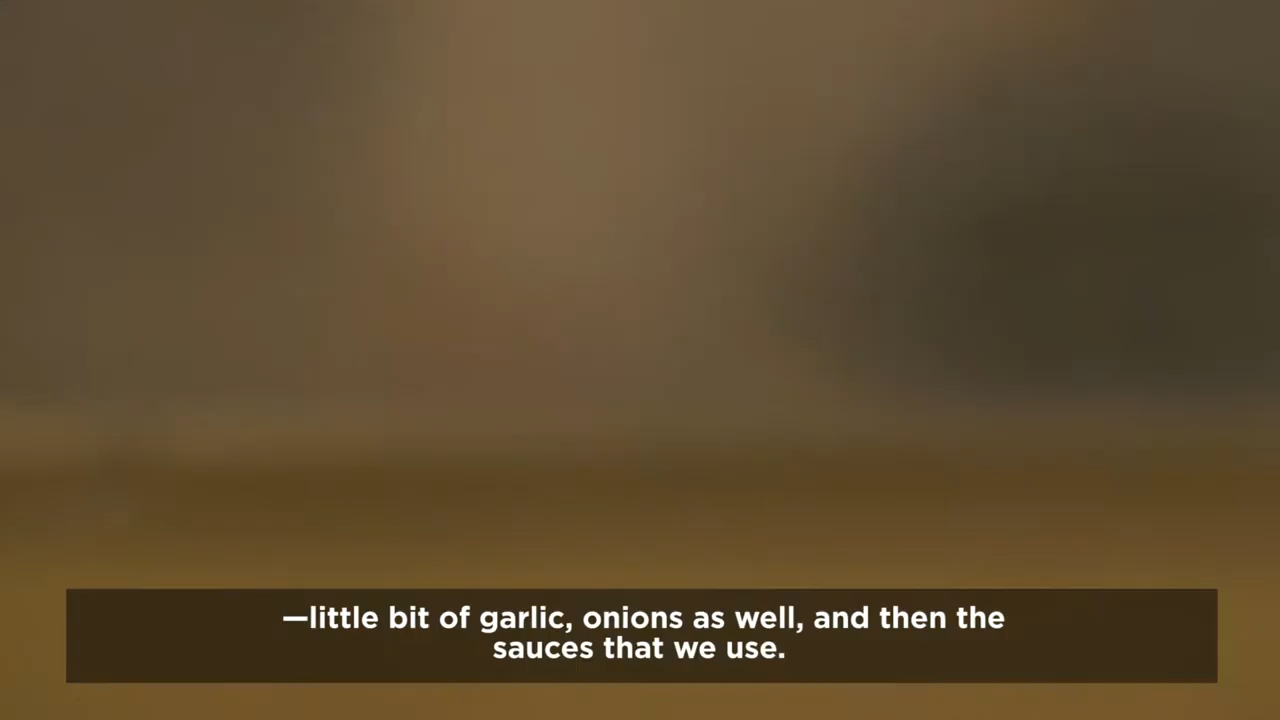 —little bit of garlic, onions as well, and then the
sauces that we use.